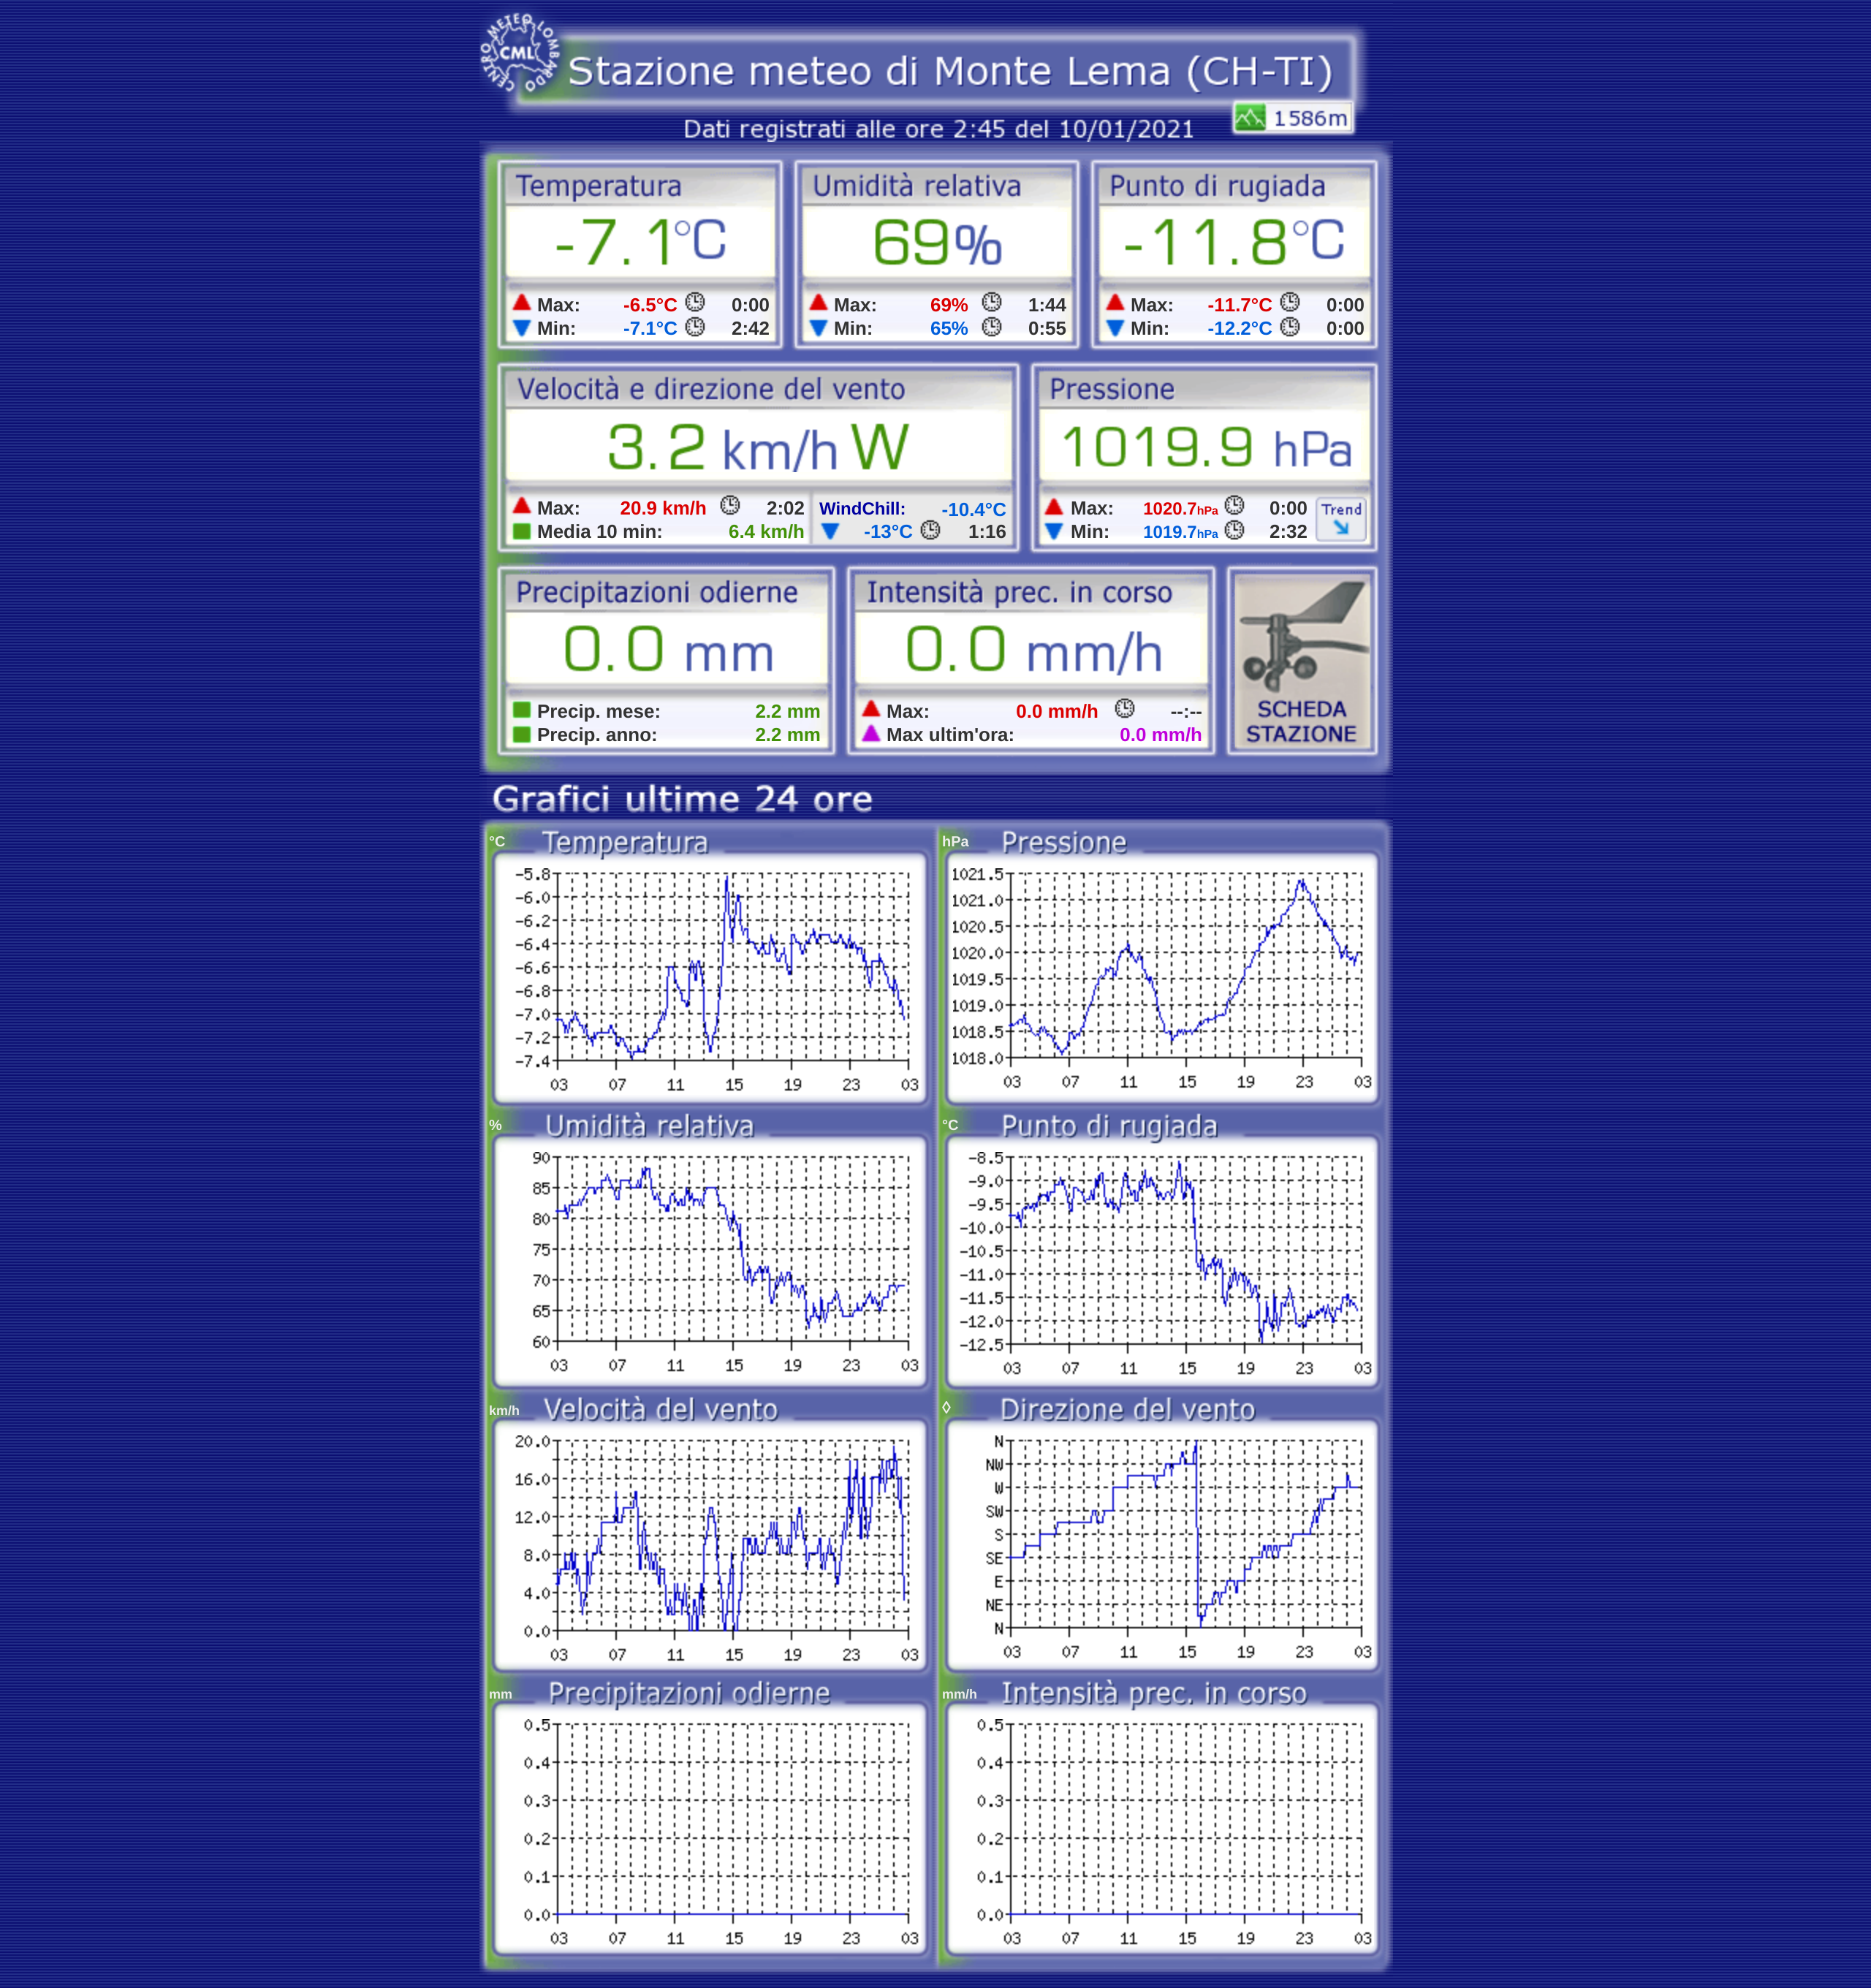 CENTRO METEO LOMBARDO
CML
Stazione meteo di Monte Lema (CH-TI)
1586m
Dati registrati alle ore 2:45 del 10/01/2021
Temperatura Umidità relativa Punto di rugiada
-7.1°C 69% -11.8°C
Max: -6.5°C 0:00 Max: 69% 1:44 Max: -11.7°C 0:00
Min: -7.1°C 2:42 Min: 65% 0:55 Min: -12.2°C 0:00
Velocità e direzione del vento Pressione
3.2 km/h W 1019.9 hPa
Max: 20.9 km/h 2:02 WindChill: -10.4°C Max: 1020.7hPa 0:00 Trend
Media 10 min: 6.4 km/h -13°C 1:16 Min: 1019.7hPa 2:32
Precipitazioni odierne Intensità prec. in corso
0.0 mm 0.0 mm/h
Precip. mese: 2.2 mm Max: 0.0 mm/h --:-- SCHEDA
Precip. anno: 2.2 mm Max ultim'ora: 0.0 mm/h STAZIONE
Grafici ultime 24 ore
°C Temperatura
-5.8
-6.0
-6.2
-6.4
-6.6
-6.8
-7.0
-7.2
-7.4
03 07 11 15 19 23 03
hPa Pressione
1021.5
1021.0
1020.5
1020.0
1019.5
1019.0
1018.5
1018.0
03 07 11 15 19 23 03
% Umidità relativa
90
85
80
75
70
65
60
03 07 11 15 19 23 03
°C Punto di rugiada
-8.5
-9.0
-9.5
-10.0
-10.5
-11.0
-11.5
-12.0
-12.5
03 07 11 15 19 23 03
km/h Velocità del vento
20.0
16.0
12.0
8.0
4.0
0.0
03 07 11 15 19 23 03
◊ Direzione del vento
N
NW
W
SW
S
SE
E
NE
N
03 07 11 15 19 23 03
mm Precipitazioni odierne
0.5
0.4
0.3
0.2
0.1
0.0
03 07 11 15 19 23 03
mm/h Intensità prec. in corso
0.5
0.4
0.3
0.2
0.1
0.0
03 07 11 15 19 23 03